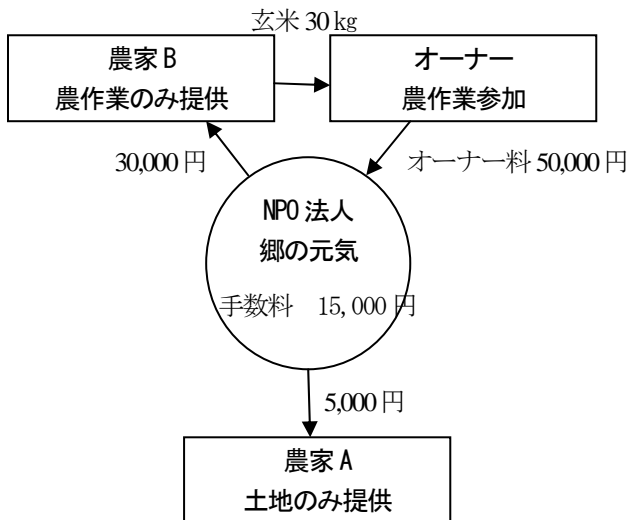 玄米 30 kg
農家 B
農作業のみ提供
オーナー
農作業参加
30,000 円
オーナー料 50,000 円
NPO 法人
郷の元気
手数料　15,000 円
5,000 円
農家 A
土地のみ提供